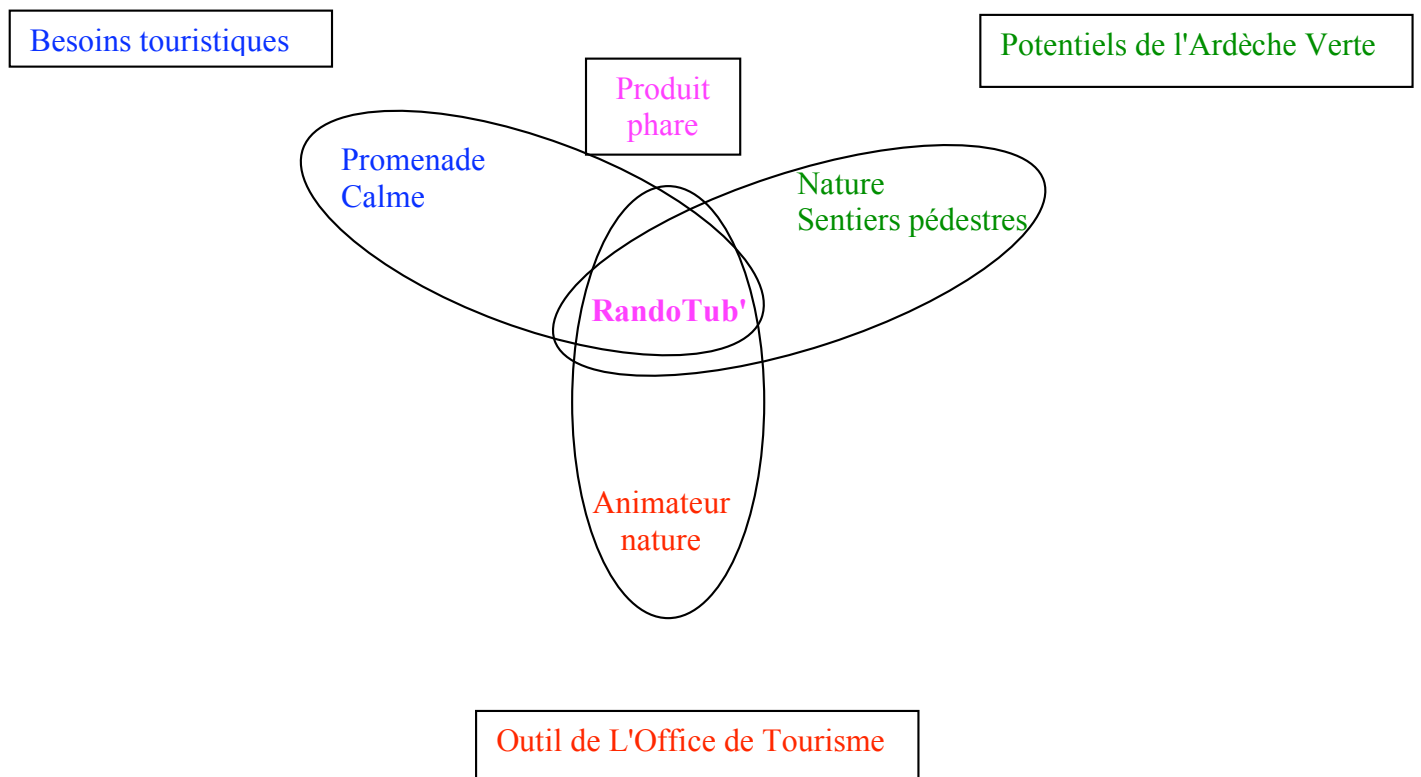 Besoins touristiques
Potentiels de l'Ardèche Verte
Produit
phare
Promenade
Calme
Nature
Sentiers pédestres
RandoTub'
Animateur
nature
Outil de L'Office de Tourisme